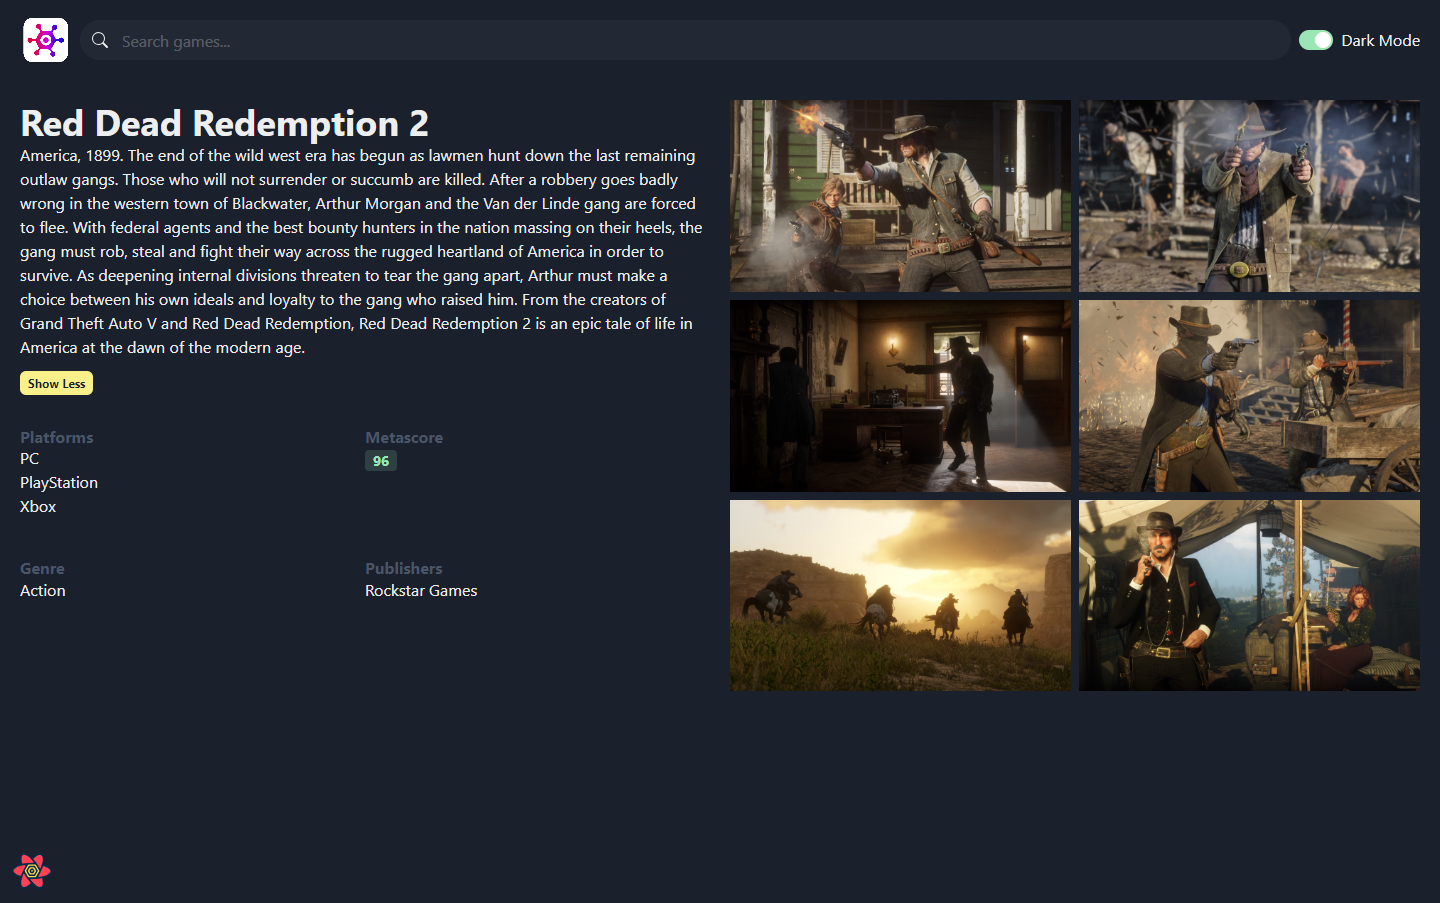 Search games...
Dark Mode
Red Dead Redemption 2
America, 1899. The end of the wild west era has begun as lawmen hunt down the last remaining
outlaw gangs. Those who will not surrender or succumb are killed. After a robbery goes badly
wrong in the western town of Blackwater, Arthur Morgan and the Van der Linde gang are forced
to flee. With federal agents and the best bounty hunters in the nation massing on their heels, the
gang must rob, steal and fight their way across the rugged heartland of America in order to
survive. As deepening internal divisions threaten to tear the gang apart, Arthur must make a
choice between his own ideals and loyalty to the gang who raised him. From the creators of
Grand Theft Auto V and Red Dead Redemption, Red Dead Redemption 2 is an epic tale of life in
America at the dawn of the modern age.
Show Less
Platforms
PC
PlayStation
Xbox
Metascore
96
Genre
Action
Publishers
Rockstar Games